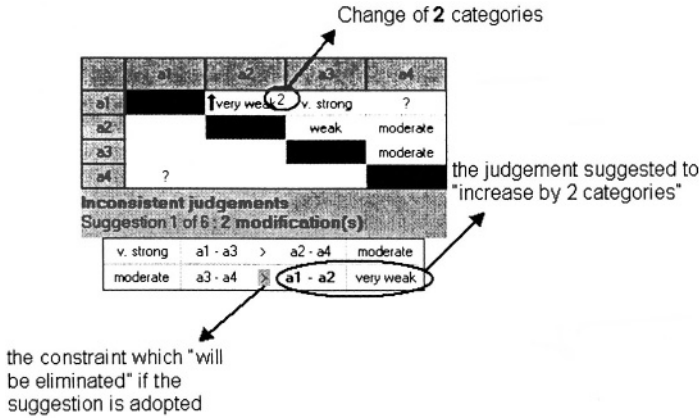 Change of 2 categories
a1 a2 a3 a4
a1 very weak 2 v. strong ?
a2 weak moderate
a3 moderate
a4 ?
the judgement suggested to
"increase by 2 categories"
Inconsistent judgements
Suggestion 1 of 6 : 2 modification(s)
v. strong a1 - a3 > a2 - a4 moderate
moderate a3 - a4 > a1 - a2 very weak
the constraint which "will
be eliminated" if the
suggestion is adopted